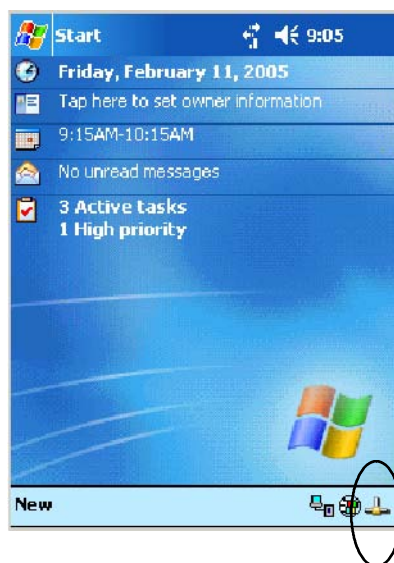 Start 9:05
Friday, February 11, 2005
Tap here to set owner information
9:15AM-10:15AM
No unread messages
3 Active tasks
1 High priority
New